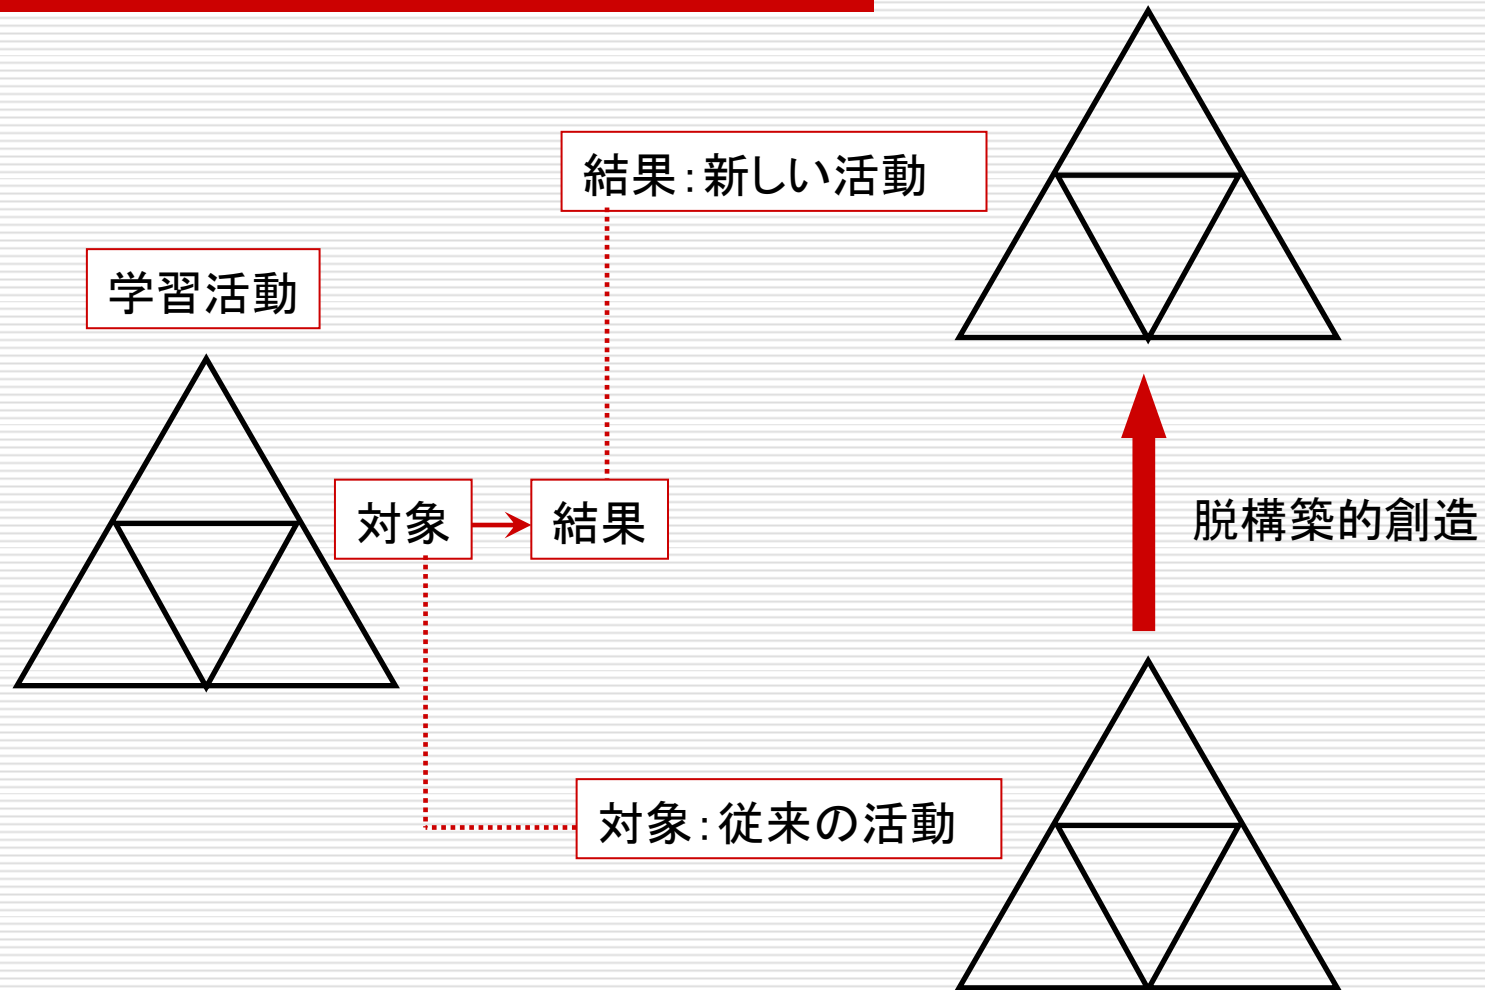 結果：新しい活動
学習活動
対象
結果
脱構築的創造
対象：従来の活動